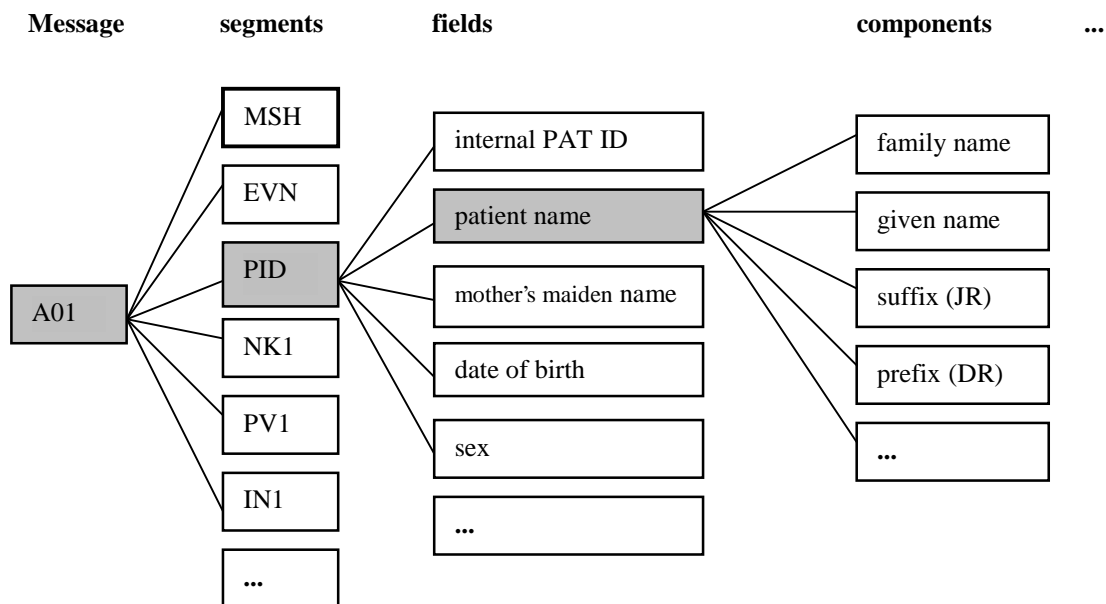 Message segments fields components ...
MSH
EVN
PID
NK1
PV1
IN1
...
A01
internal PAT ID
patient name
mother's maiden name
date of birth
sex
...
family name
given name
suffix (JR)
prefix (DR)
...